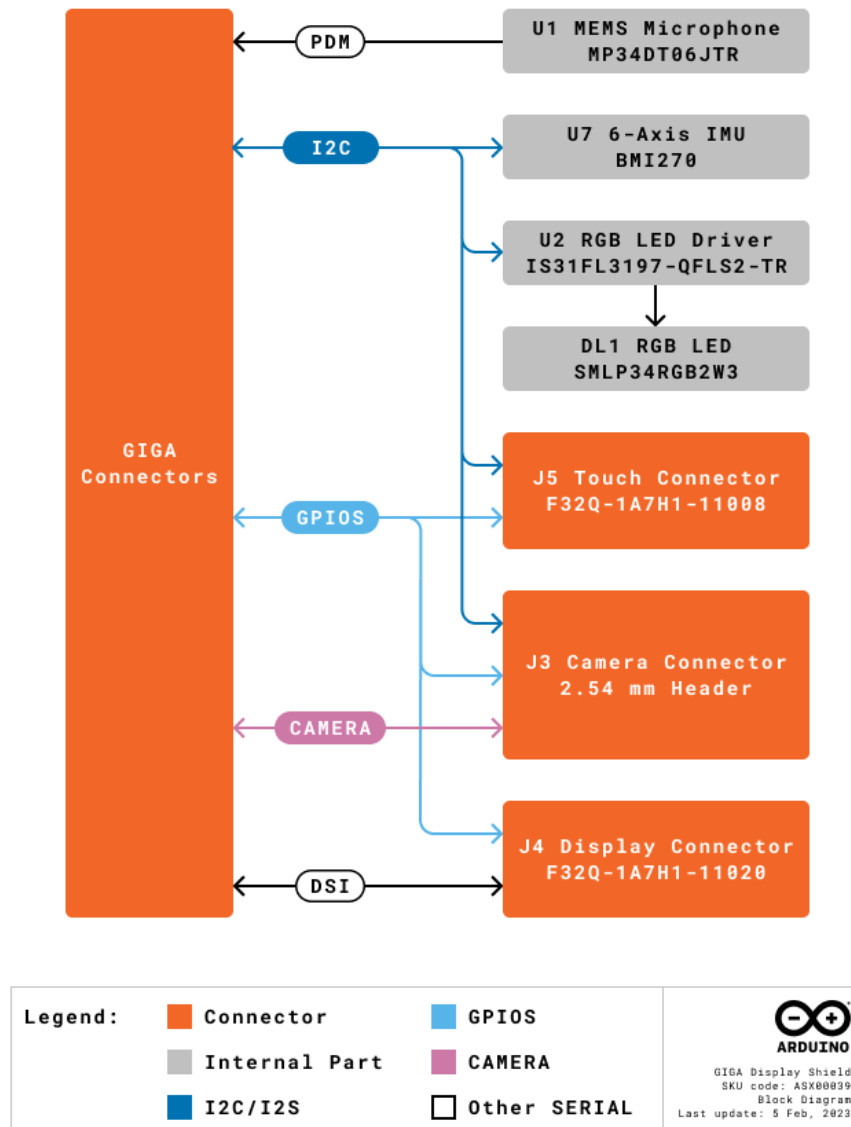 PDM
U1 MEMS Microphone
MP34DT06JTR
I2C
U7 6-Axis IMU
BMI270
U2 RGB LED Driver
IS31FL3197-QFLS2-TR
DL1 RGB LED
SMLP34RGB2W3
GIGA
Connectors
J5 Touch Connector
F32Q-1A7H1-11008
GPIOS
J3 Camera Connector
2.54 mm Header
CAMERA
J4 Display Connector
F32Q-1A7H1-11020
DSI
Legend:
Connector
GPIOS
Internal Part
CAMERA
I2C/I2S
Other SERIAL
ARDUINO
GIGA Display Shield
SKU code: ASX00039
Block Diagram
Last update: 5 Feb, 2023